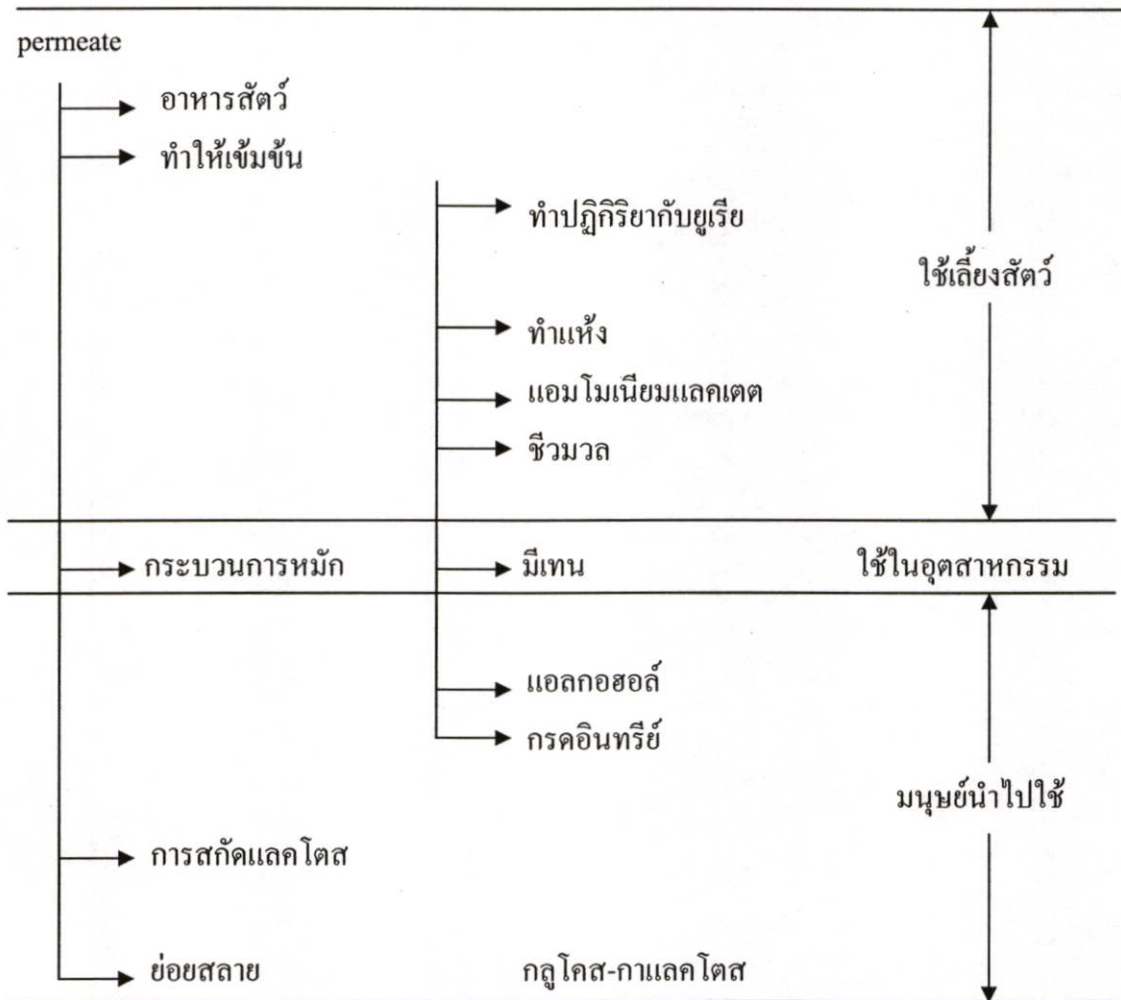 permeate
อาหารสัตว์
ทำให้เข้มข้น
ทำปฏิกิริยากับยูเรีย
ใช้เลี้ยงสัตว์
ทำแห้ง
แอมโมเนียมแลคเตต
ชีวมวล
กระบวนการหมัก มีเทน ใช้ในอุตสาหกรรม
แอลกอฮอล์
กรดอินทรีย์
มนุษย์นำไปใช้
การสกัดแลคโตส
ย่อยสลาย กลูโคส-กาแลคโตส